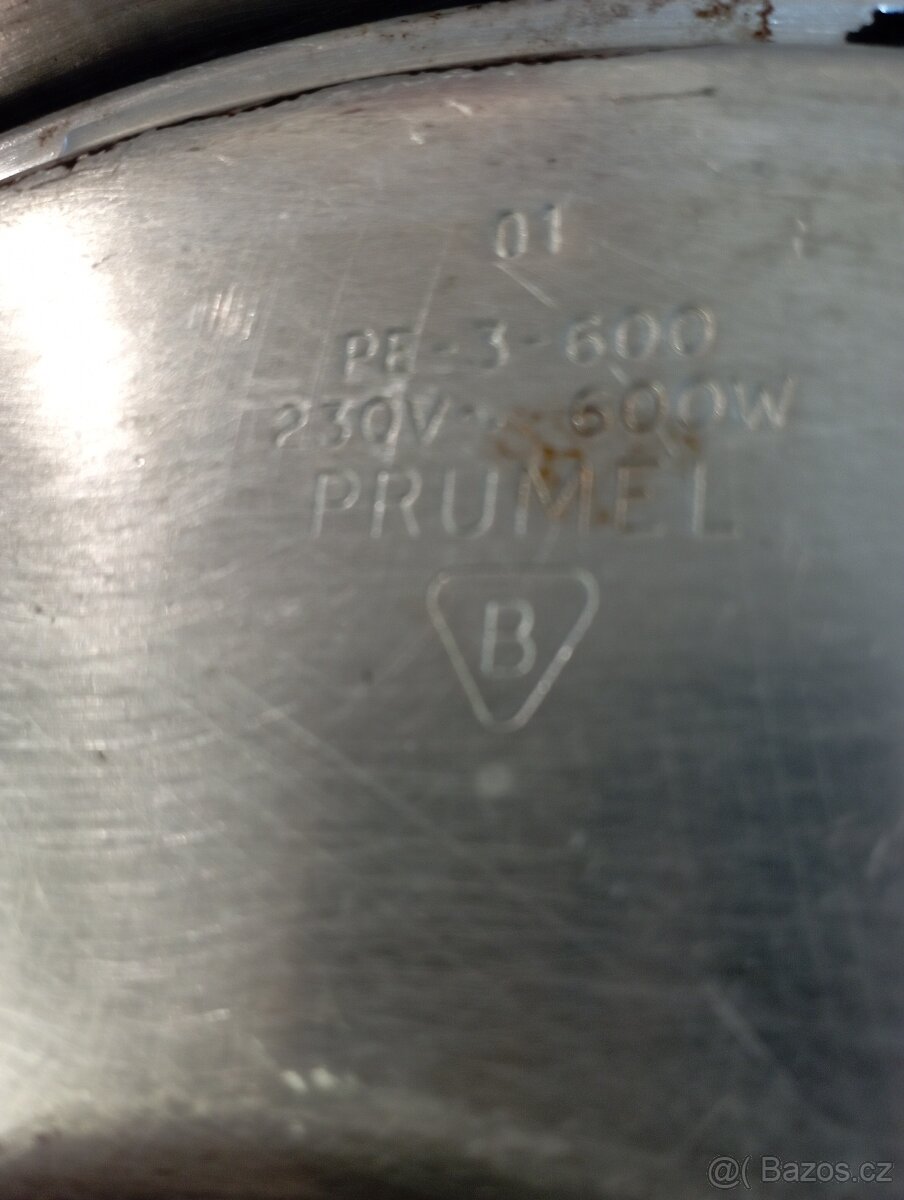 01
PE-3-600
230V~ 600W
PRUMEL
B
@( Bazos.cz